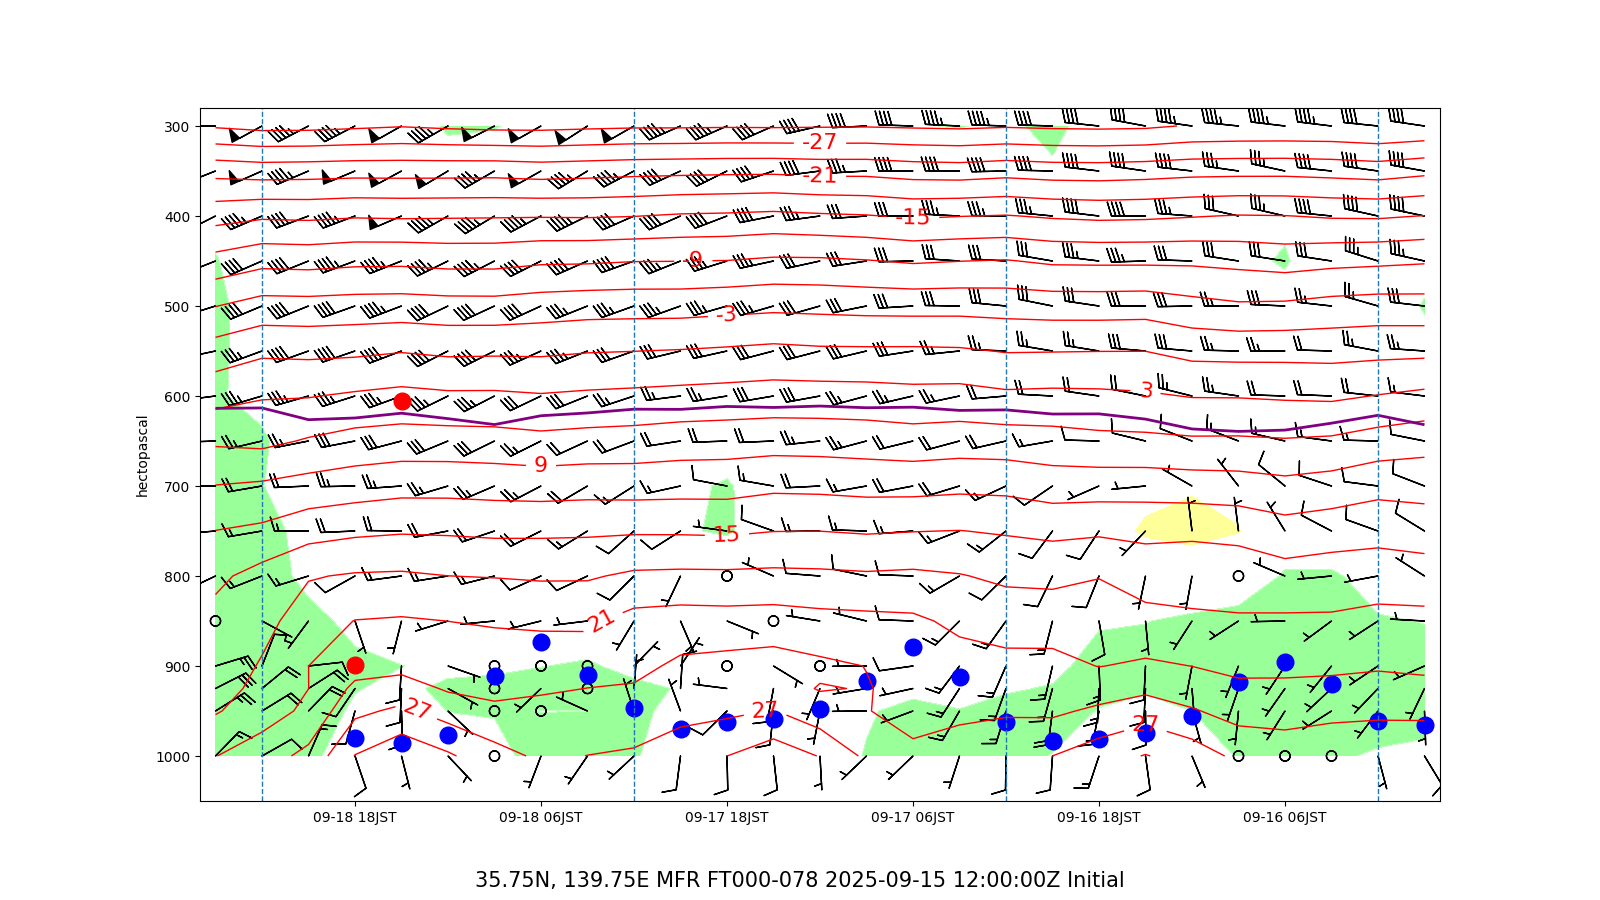 300
-27
-21
400
-15
-9
500
-3
600
3
9
700
15
800
21
900
27
27
27
1000
hectopascal
09-18 18JST
09-18 06JST
09-17 18JST
09-17 06JST
09-16 18JST
09-16 06JST
35.75N, 139.75E MFR FT000-078 2025-09-15 12:00:00Z Initial